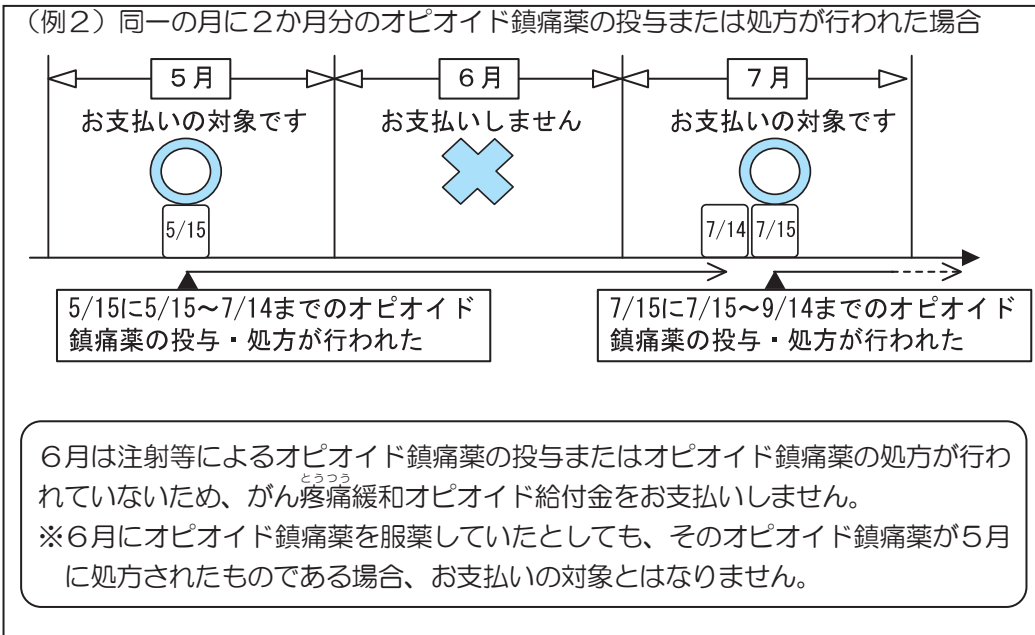 （例２）同一の月に２か月分のオピオイド鎮痛薬の投与または処方が行われた場合
５月
６月
７月
お支払いの対象です
お支払いしません
お支払いの対象です
5/15
7/14
7/15
5/15に5/15～7/14までのオピオイド
鎮痛薬の投与・処方が行われた
7/15に7/15～9/14までのオピオイド
鎮痛薬の投与・処方が行われた
６月は注射等によるオピオイド鎮痛薬の投与またはオピオイド鎮痛薬の処方が行わ
とうつう
れていないため、がん疼痛緩和オピオイド給付金をお支払いしません。
※６月にオピオイド鎮痛薬を服薬していたとしても、そのオピオイド鎮痛薬が５月
に処方されたものである場合、お支払いの対象とはなりません。